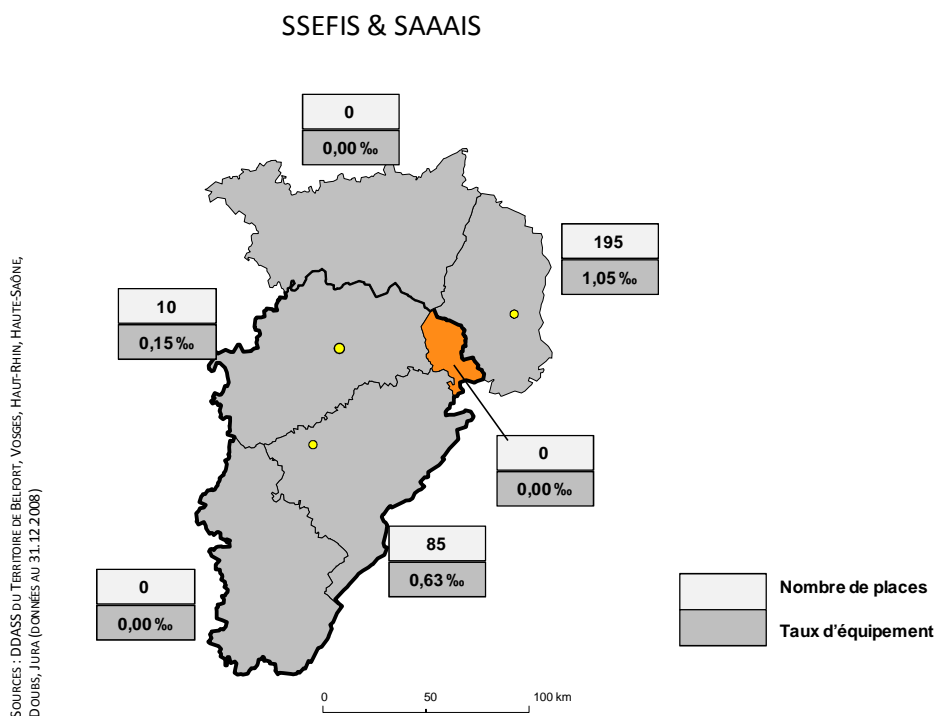 SSEFIS & SAAAIS
0
0,00 ‰
195
1,05 ‰
10
0,15 ‰
0
0,00 ‰
85
0,63 ‰
0
0,00 ‰
Nombre de places
Taux d'équipement
0 50 100 km
SOURCES : DDASS DU TERRITOIRE DE BELFORT, VOSGES, HAUT-RHIN, HAUTE-SAÔNE,
DOUBS, JURA (DONNÉES AU 31.12.2008)